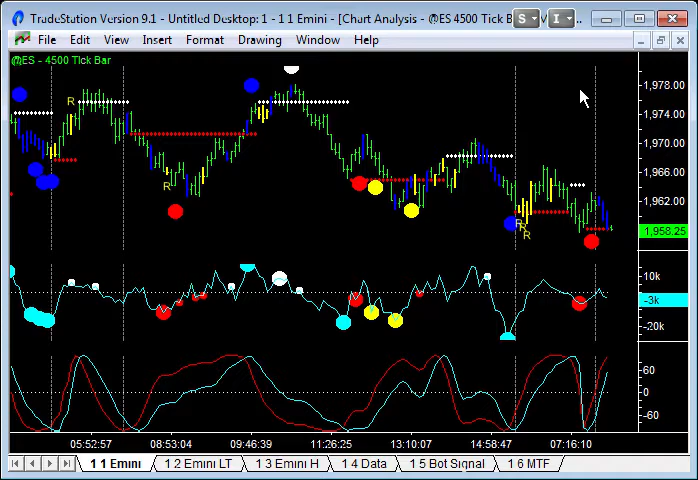 TradeStation Version 9.1 - Untitled Desktop: 1 - 1 1 Emini - [Chart Analysis - @ES 4500 Tick Bar
S I
File Edit View Insert Format Drawing Window Help
@ES - 4500 Tick Bar
1,978.00
R
1,974.00
1,970.00
1,966.00
R
1,962.00
R
R
R
1,958.25
10k
-3k
-20k
60
0
-60
05:52:57 08:53:04 09:46:39 11:26:25 13:10:07 14:58:47 07:16:10
1 1 Emini 1 2 Emini LT 1 3 Emini H 1 4 Data 1 5 Bot Signal 1 6 MTF